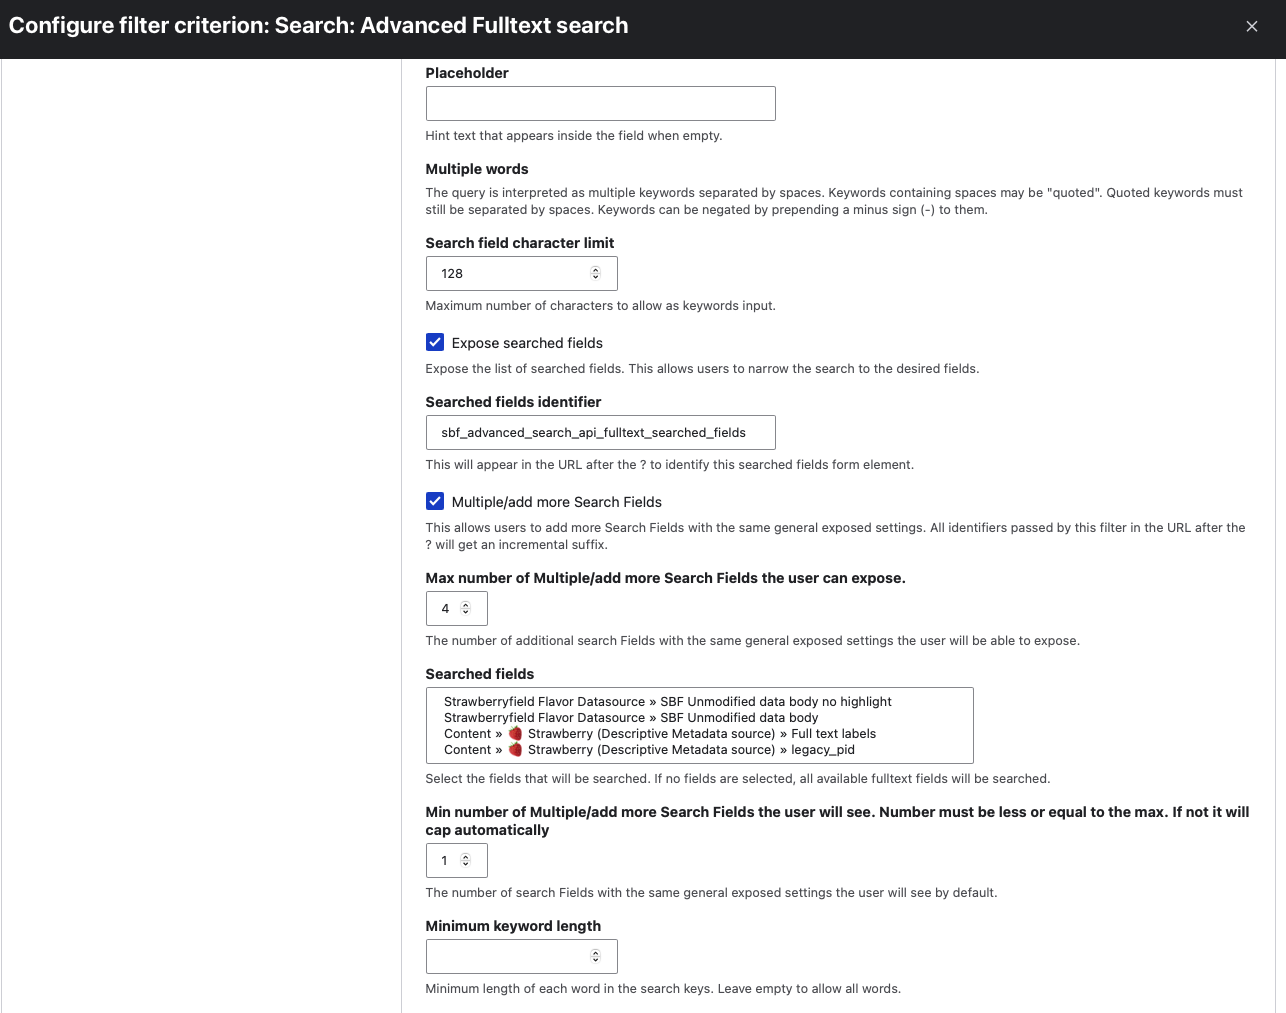 Configure filter criterion: Search: Advanced Fulltext search
Placeholder
Hint text that appears inside the field when empty.
Multiple words
The query is interpreted as multiple keywords separated by spaces. Keywords containing spaces may be "quoted". Quoted keywords must
still be separated by spaces. Keywords can be negated by prepending a minus sign (-) to them.
Search field character limit
128
Maximum number of characters to allow as keywords input.
Expose searched fields
Expose the list of searched fields. This allows users to narrow the search to the desired fields.
Searched fields identifier
sbf_advanced_search_api_fulltext_searched_fields
This will appear in the URL after the ? to identify this searched fields form element.
Multiple/add more Search Fields
This allows users to add more Search Fields with the same general exposed settings. All identifiers passed by this filter in the URL after the
? will get an incremental suffix.
Max number of Multiple/add more Search Fields the user can expose.
4
The number of additional search Fields with the same general exposed settings the user will be able to expose.
Searched fields
Strawberryfield Flavor Datasource » SBF Unmodified data body no highlight
Strawberryfield Flavor Datasource » SBF Unmodified data body
Content » 🍓 Strawberry (Descriptive Metadata source) » Full text labels
Content » 🍓 Strawberry (Descriptive Metadata source) » legacy_pid
Select the fields that will be searched. If no fields are selected, all available fulltext fields will be searched.
Min number of Multiple/add more Search Fields the user will see. Number must be less or equal to the max. If not it will
cap automatically
1
The number of search Fields with the same general exposed settings the user will see by default.
Minimum keyword length
Minimum length of each word in the search keys. Leave empty to allow all words.